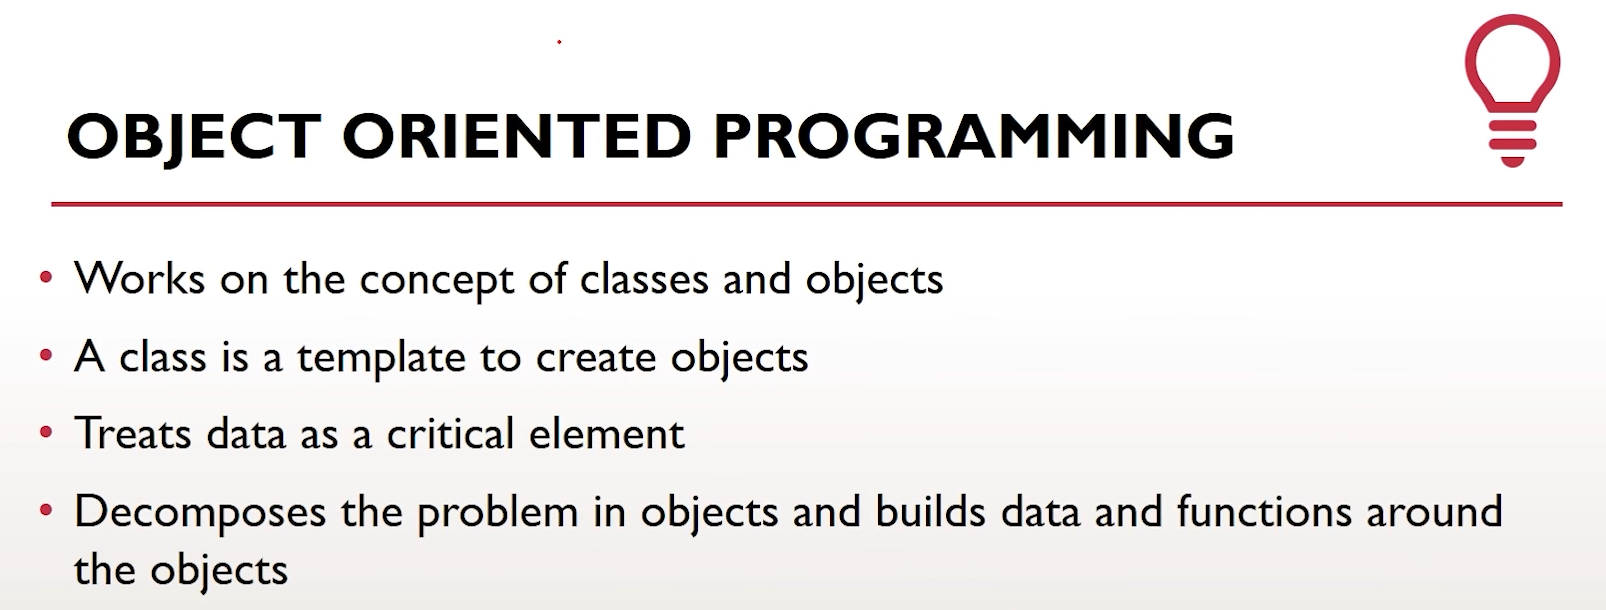 OBJECT ORIENTED PROGRAMMING
• Works on the concept of classes and objects
• A class is a template to create objects
• Treats data as a critical element
• Decomposes the problem in objects and builds data and functions around
the objects